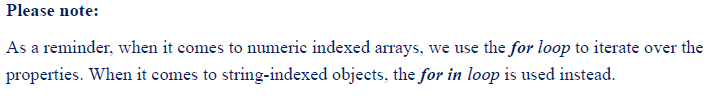 Please note:
As a reminder, when it comes to numeric indexed arrays, we use the for loop to iterate over the
properties. When it comes to string-indexed objects, the for in loop is used instead.